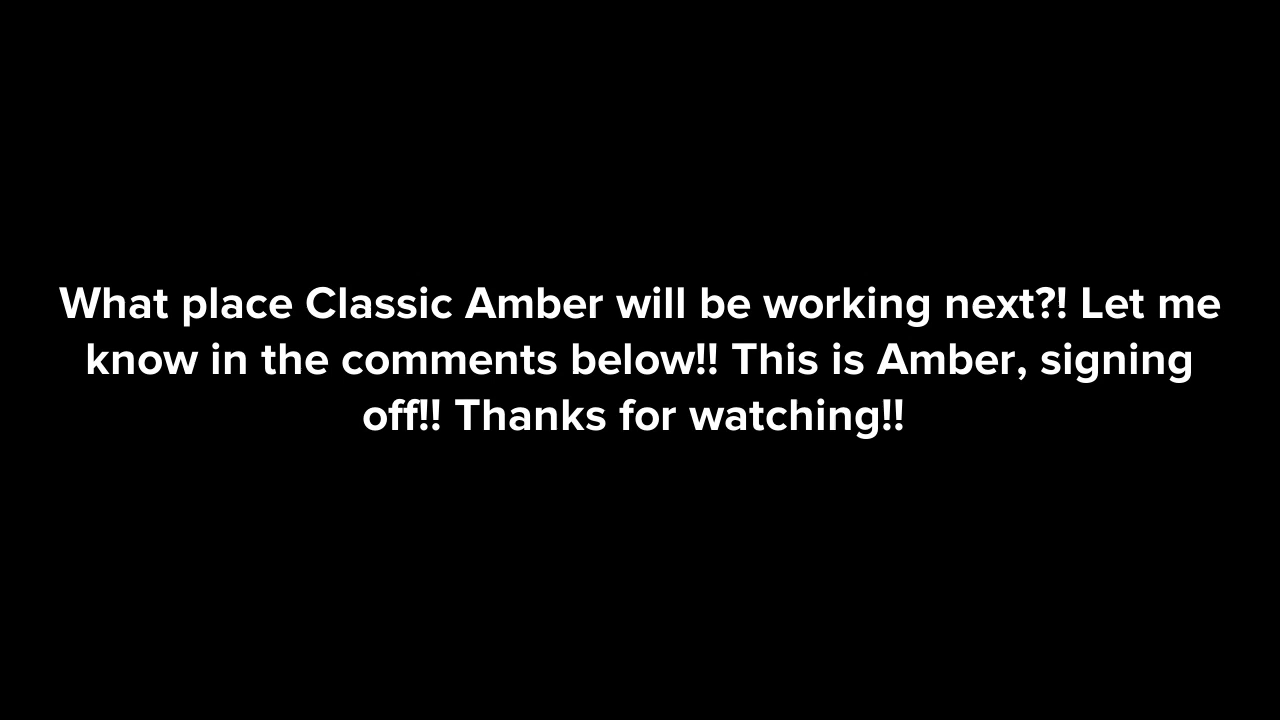 What place Classic Amber will be working next?! Let me
know in the comments below!! This is Amber, signing
off!! Thanks for watching!!